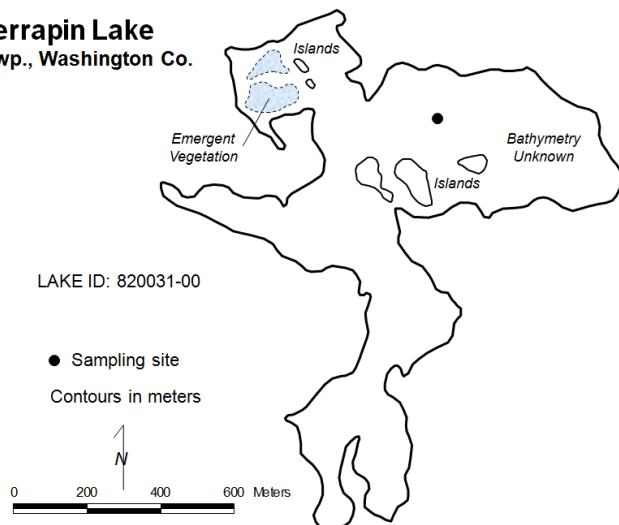 errapin Lake
wp., Washington Co.
Islands
Emergent
Vegetation
Bathymetry
Unknown
Islands
LAKE ID: 820031-00
Sampling site
Contours in meters
N
0 200 400 600 Meters